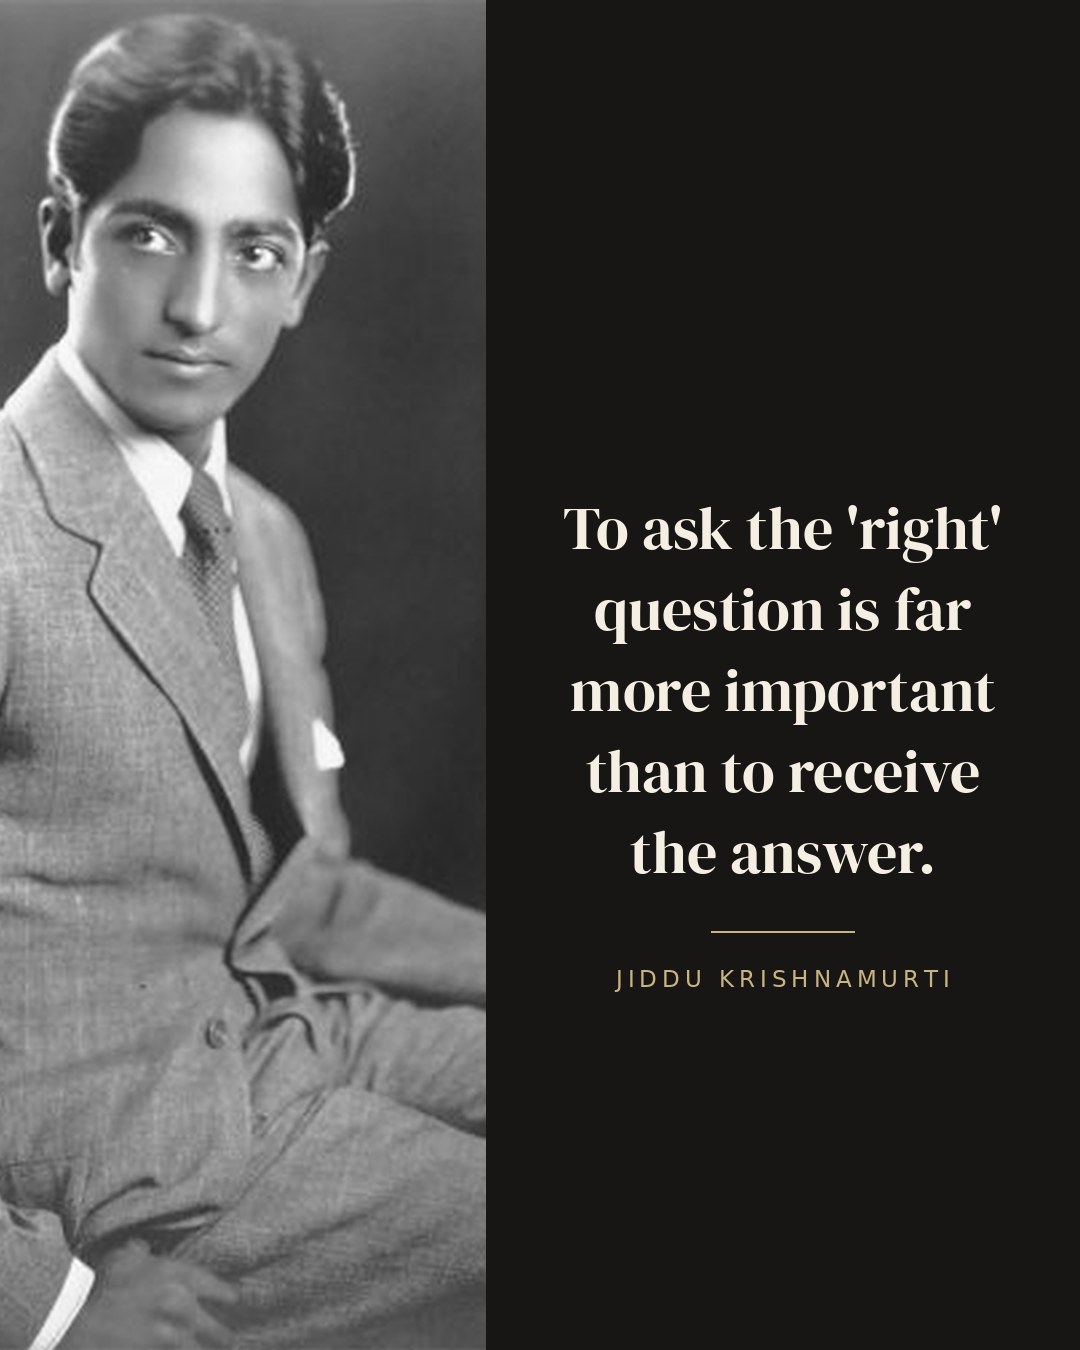 To ask the 'right'
question is far
more important
than to receive
the answer.
JIDDU KRISHNAMURTI